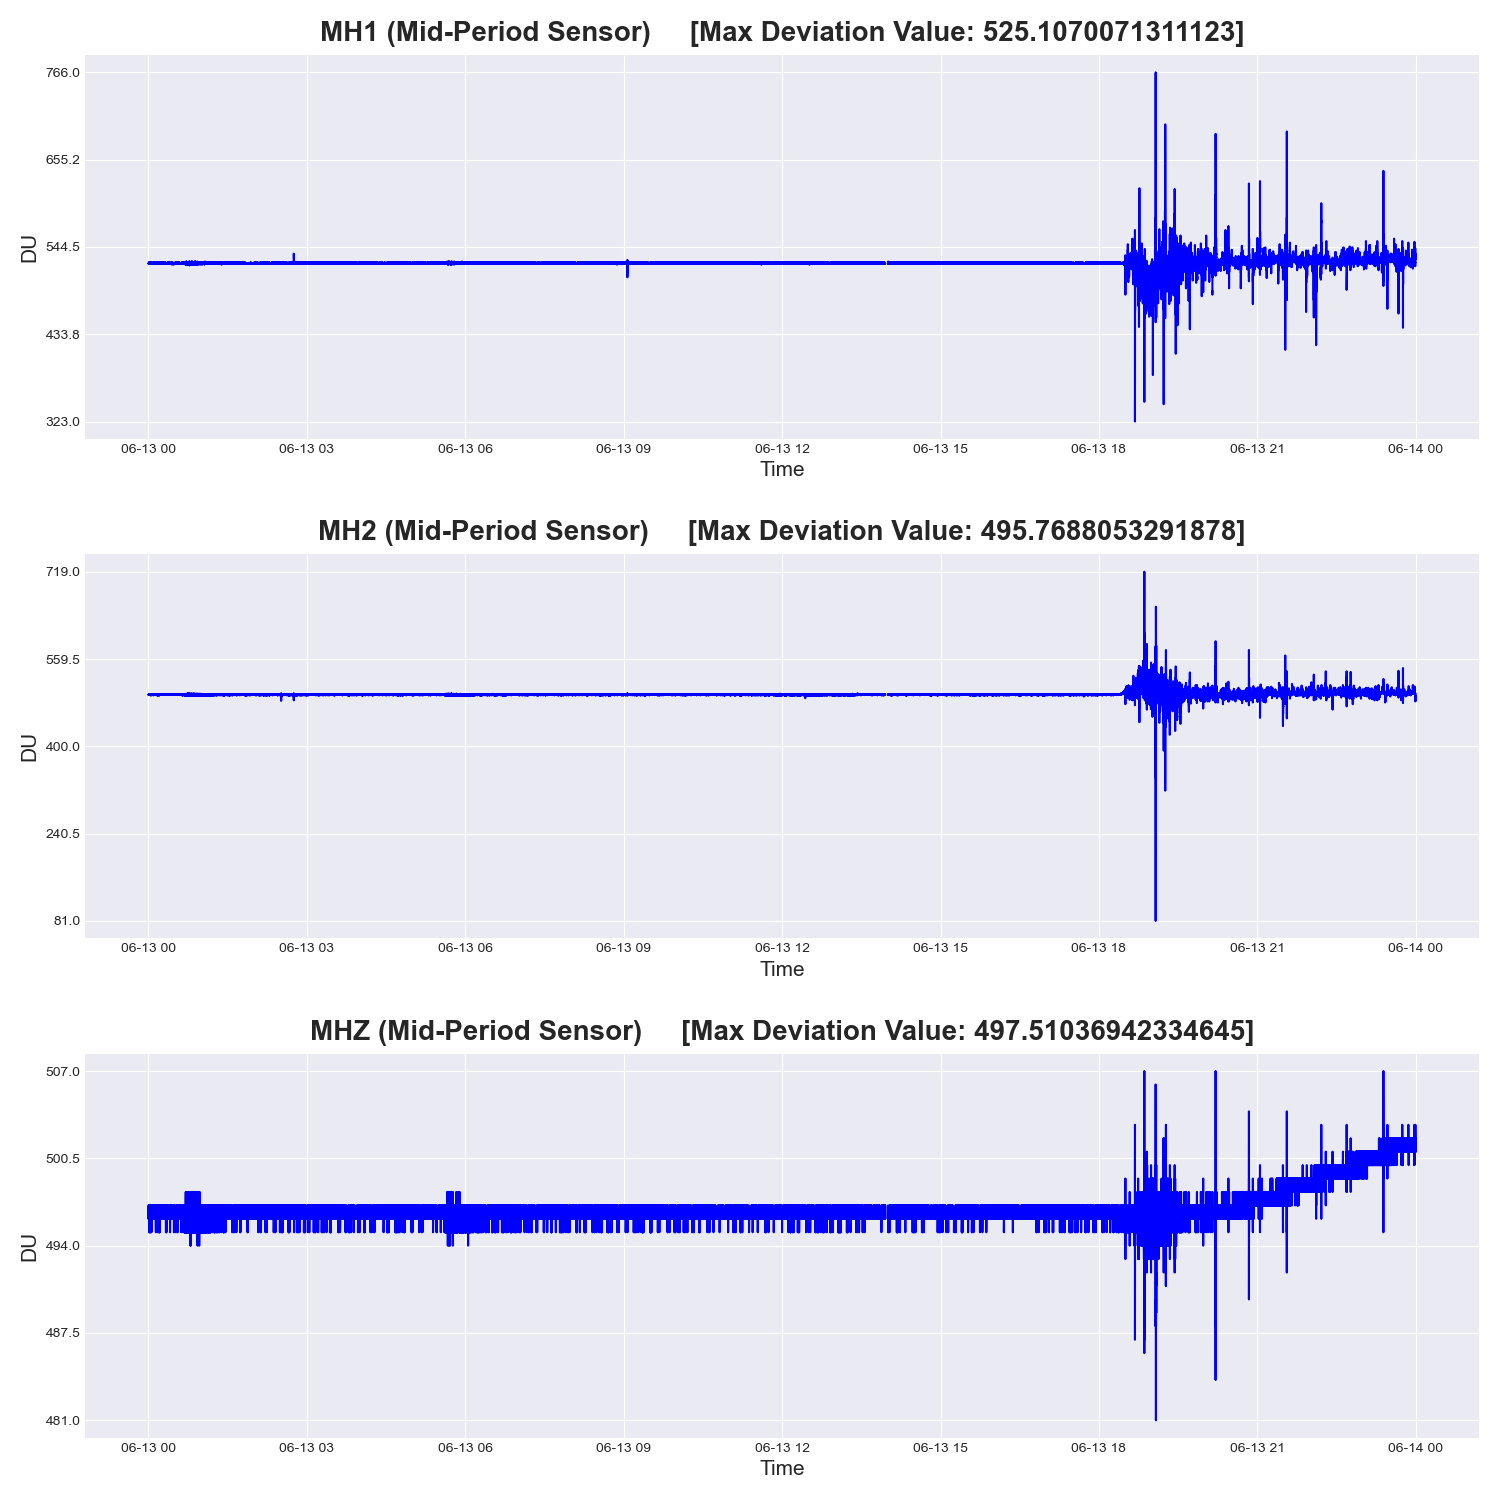 MH1 (Mid-Period Sensor)     [Max Deviation Value: 525.1070071311123]
766.0
655.2
544.5
433.8
323.0
DU
06-13 00 06-13 03 06-13 06 06-13 09 06-13 12 06-13 15 06-13 18 06-13 21 06-14 00
Time
MH2 (Mid-Period Sensor)     [Max Deviation Value: 495.7688053291878]
719.0
559.5
400.0
240.5
81.0
DU
06-13 00 06-13 03 06-13 06 06-13 09 06-13 12 06-13 15 06-13 18 06-13 21 06-14 00
Time
MHZ (Mid-Period Sensor)     [Max Deviation Value: 497.51036942334645]
507.0
500.5
494.0
487.5
481.0
DU
06-13 00 06-13 03 06-13 06 06-13 09 06-13 12 06-13 15 06-13 18 06-13 21 06-14 00
Time